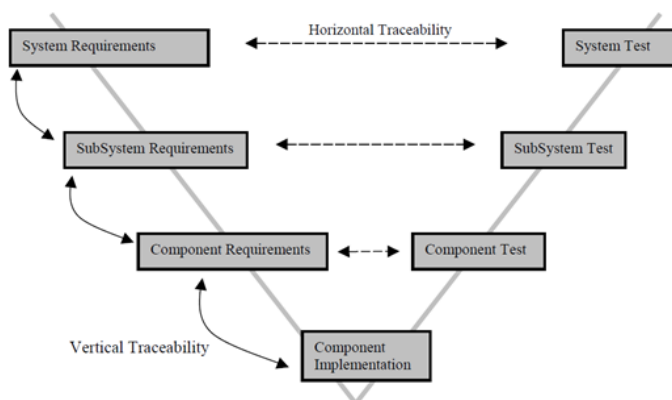 System Requirements
Horizontal Traceability
System Test
SubSystem Requirements
SubSystem Test
Component Requirements
Component Test
Vertical Traceability
Component
Implementation